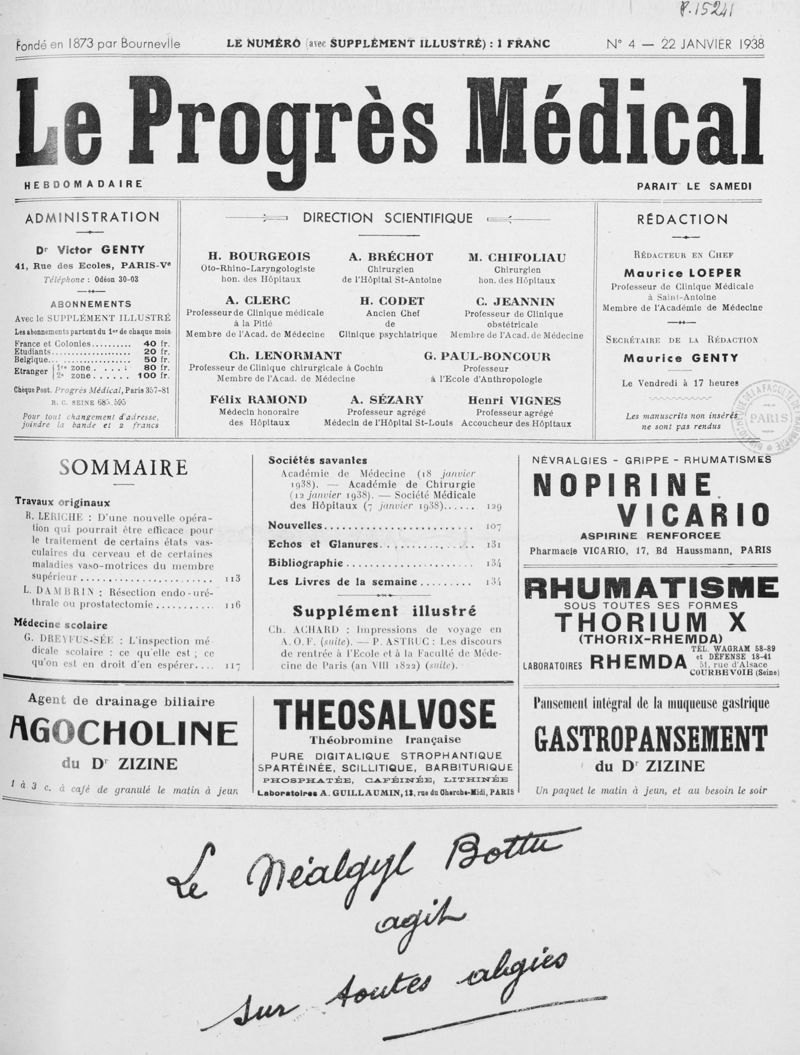 P.15241
Fondé en 1873 par Bourneville
LE NUMÉRO (avec SUPPLÉMENT ILLUSTRÉ) : 1 FRANC
N° 4 — 22 JANVIER 1938
Le Progrès Médical
HEBDOMADAIRE
PARAIT LE SAMEDI
ADMINISTRATION
Dr Victor GENTY
41, Rue des Ecoles, PARIS-Ve
Téléphone : Odéon 30-03
ABONNEMENTS
Avec le SUPPLÉMENT ILLUSTRÉ
Les abonnements partent du 1er de chaque mois
France et Colonies......... 40 fr.
Etudiants.................... 20 fr.
Belgique..................... 50 fr.
Etranger { 1re zone . . . . : 80 fr.
2e zone . . . . . . 100 fr.
Chèque Post. Progrès Médical, Paris 357-81
R. C. SEINE 685.595
Pour tout changement d'adresse,
joindre la bande et 2 francs
DIRECTION SCIENTIFIQUE
H. BOURGEOIS
Oto-Rhino-Laryngologiste
hon. des Hôpitaux
A. BRÉCHOT
Chirurgien
de l'Hôpital St-Antoine
M. CHIFOLIAU
Chirurgien
hon. des Hôpitaux
A. CLERC
Professeur de Clinique médicale
à la Pitié
Membre de l'Acad. de Médecine
H. CODET
Ancien Chef
de
Clinique psychiatrique
C. JEANNIN
Professeur de Clinique
obstétricale
Membre de l'Acad. de Médecine
Ch. LENORMANT
Professeur de Clinique chirurgicale à Cochin
Membre de l'Acad. de Médecine
G. PAUL-BONCOUR
Professeur
à l'Ecole d'Anthropologie
Félix RAMOND
Médecin honoraire
des Hôpitaux
A. SÉZARY
Professeur agrégé
Médecin de l'Hôpital St-Louis
Henri VIGNES
Professeur agrégé
Accoucheur des Hôpitaux
RÉDACTION
RÉDACTEUR EN CHEF
Maurice LOEPER
Professeur de Clinique Médicale
à Saint-Antoine
Membre de l'Académie de Médecine
SECRÉTAIRE DE LA RÉDACTION
Maurice GENTY
Le Vendredi à 17 heures
Les manuscrits non insérés
ne sont pas rendus
PARIS
SOMMAIRE
Travaux originaux
R. LERICHE : D'une nouvelle opéra-
tion qui pourrait être efficace pour
le traitement de certains états vas-
culaires du cerveau et de certaines
maladies vaso-motrices du membre
supérieur ........................ 113
L. DAMBRIN : Résection endo-uré-
thrale ou prostatectomie ........... 116
Médecine scolaire
G. DREYFUS-SÉE : L'inspection mé-
dicale scolaire : ce qu'elle est ; ce
qu'on est en droit d'espérer.... 117
Sociétés savantes
Académie de Médecine (18 janvier
1938). — Académie de Chirurgie
(12 janvier 1938). — Société Médicale
des Hôpitaux (7 janvier 1938)...... 129
Nouvelles........................... 107
Echos et Glanures.................. 131
Bibliographie....................... 134
Les Livres de la semaine......... 134
Supplément illustré
Ch. ACHARD : Impressions de voyage en
A. O. F. (suite). — P. ASTRUC : Les discours
de rentrée à l'Ecole et à la Faculté de Méde-
cine de Paris (an VIII 1822) (suite).
NÉVRALGIES - GRIPPE - RHUMATISMES
NOPIRINE
VICARIO
ASPIRINE RENFORCEE
Pharmacie VICARIO, 17, Bd Haussmann, PARIS
RHUMATISME
SOUS TOUTES SES FORMES
THORIUM X
(THORIX-RHEMDA)
LABORATOIRES RHEMDA
TÉL. WAGRAM 58-89
et DÉFENSE 18-41
51, rue d'Alsace
COURBEVOIE (Seine)
Agent de drainage biliaire
AGOCHOLINE
du Dr ZIZINE
1 à 3 c. à café de granulé le matin à jeun
THEOSALVOSE
Théobromine française
PURE DIGITALIQUE STROPHANTIQUE
SPARTÉINÉE, SCILLITIQUE, BARBITURIQUE
PHOSPHATÉE, CAFÉINÉE, LITHINÉE
Laboratoires A. GUILLAUMIN, 13, rue du Cherche-Midi, PARIS
Pansement intégral de la muqueuse gastrique
GASTROPANSEMENT
du Dr ZIZINE
Un paquet le matin à jeun, et au besoin le soir
Le Néalgyl Bottu
agit
sur toutes algies